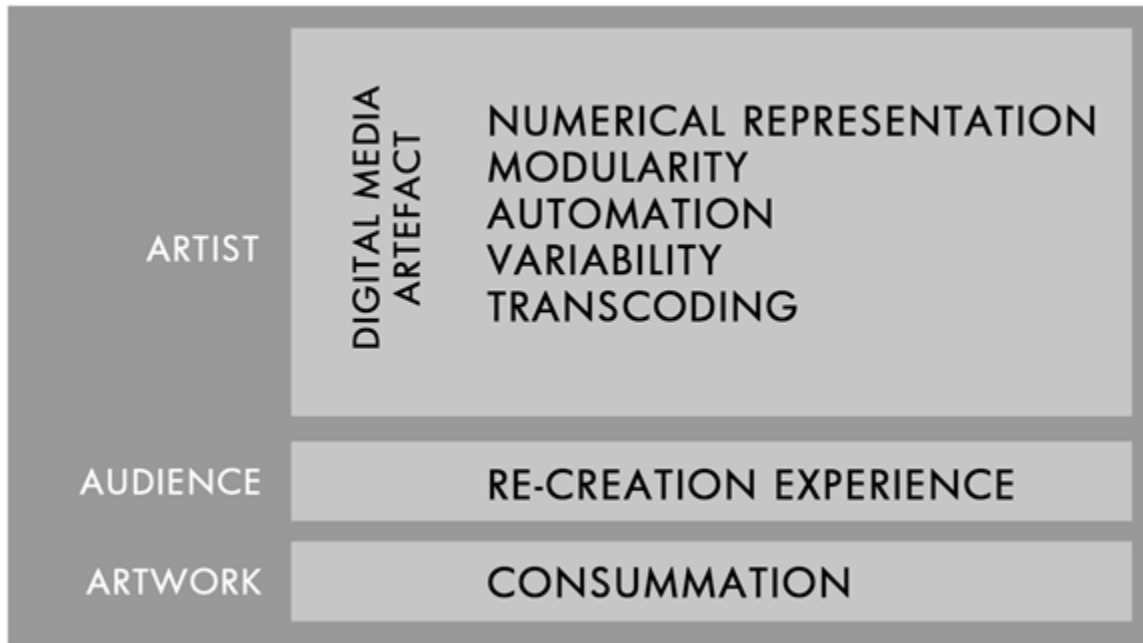 ARTIST
DIGITAL MEDIA
ARTEFACT
NUMERICAL REPRESENTATION
MODULARITY
AUTOMATION
VARIABILITY
TRANSCODING
AUDIENCE
RE-CREATION EXPERIENCE
ARTWORK
CONSUMMATION